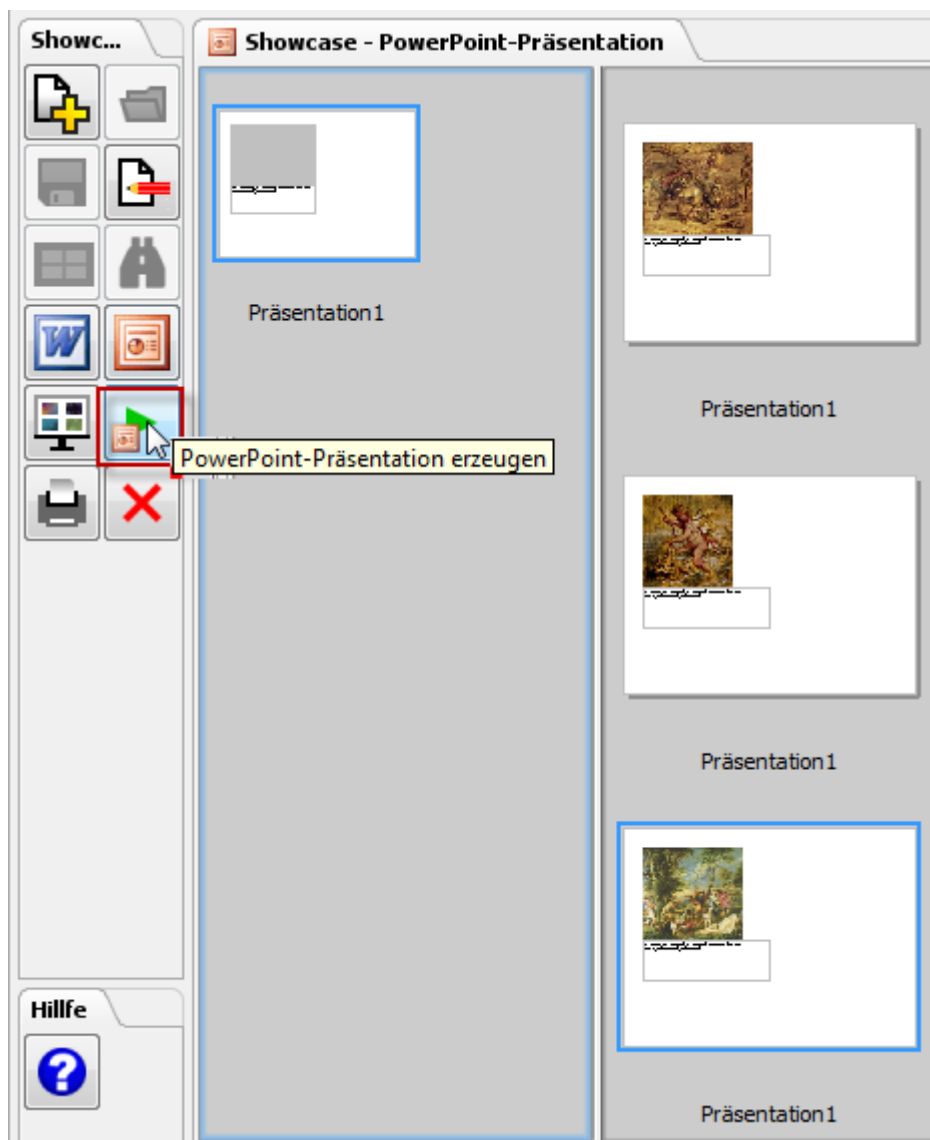 Showc...
Showcase - PowerPoint-Präsentation
Präsentation1
W
PowerPoint-Präsentation erzeugen
Präsentation1
Präsentation1
Präsentation1
Hillfe
?